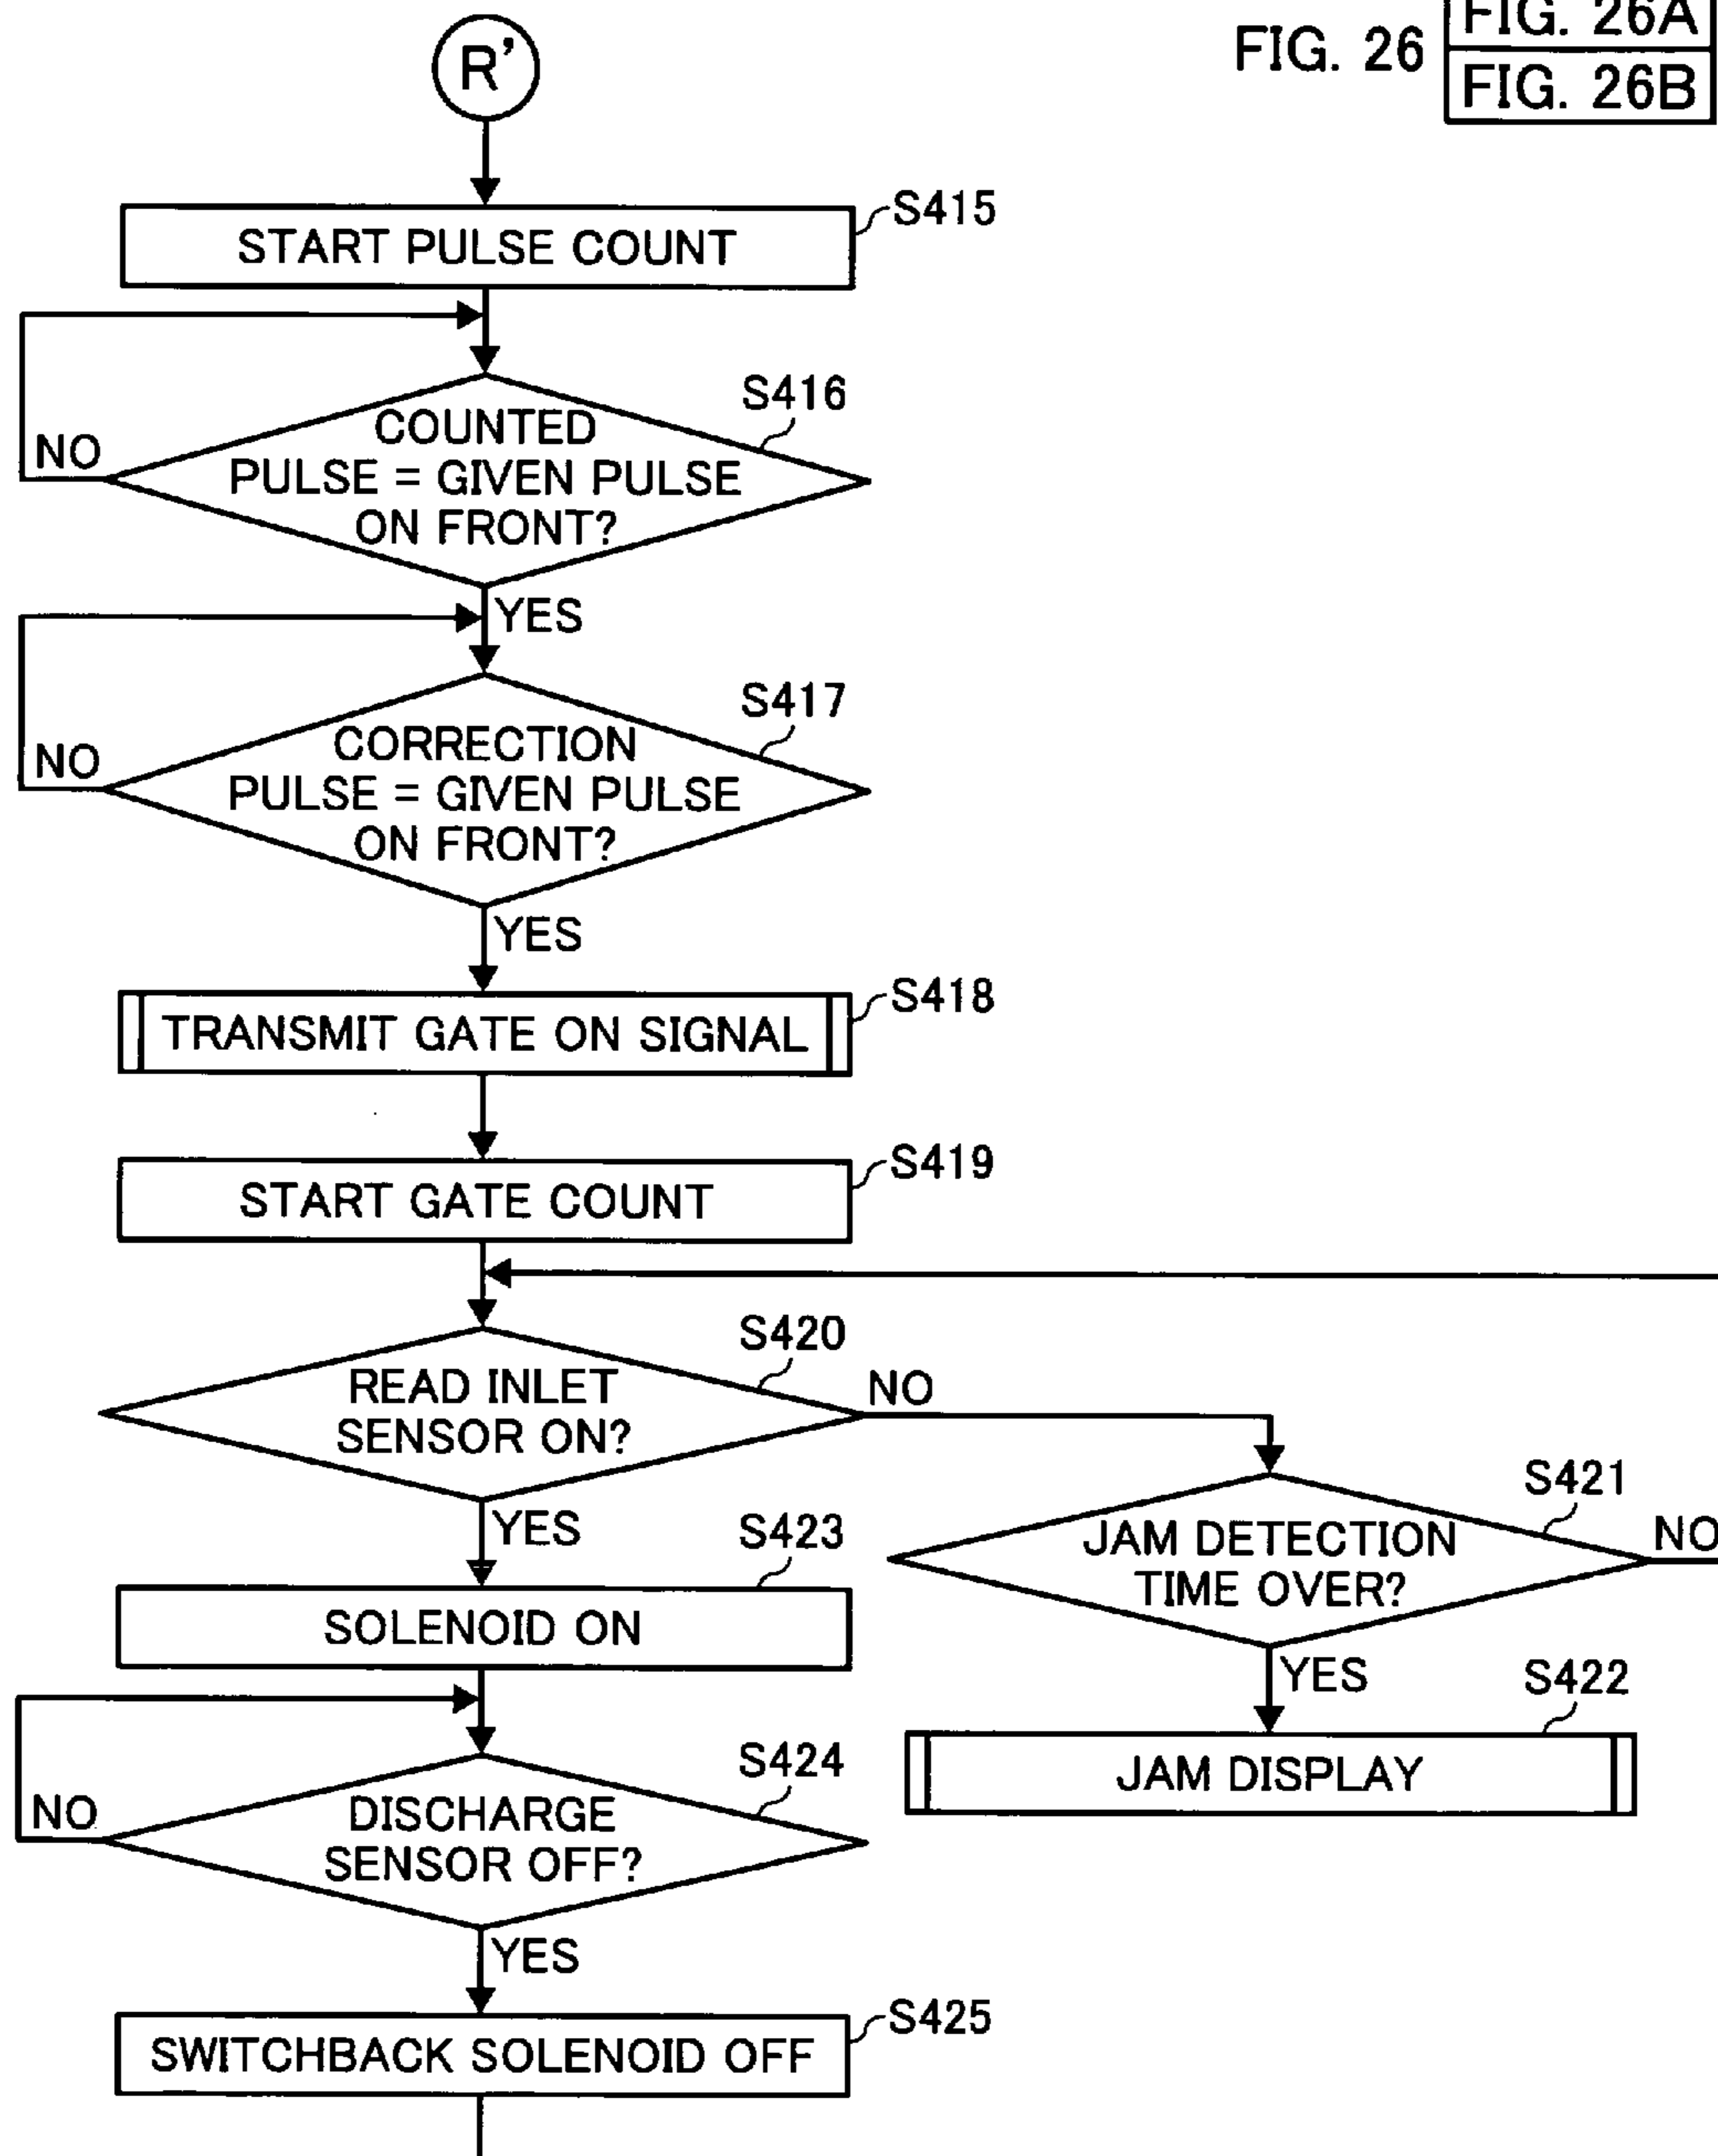 R'
FIG. 26
FIG. 26A
FIG. 26B
START PULSE COUNT
S415
COUNTED
PULSE = GIVEN PULSE
ON FRONT?
S416
NO
YES
CORRECTION
PULSE = GIVEN PULSE
ON FRONT?
S417
NO
YES
TRANSMIT GATE ON SIGNAL
S418
START GATE COUNT
S419
READ INLET
SENSOR ON?
S420
NO
YES
JAM DETECTION
TIME OVER?
S421
NO
YES
JAM DISPLAY
S422
SOLENOID ON
S423
DISCHARGE
SENSOR OFF?
S424
NO
YES
SWITCHBACK SOLENOID OFF
S425